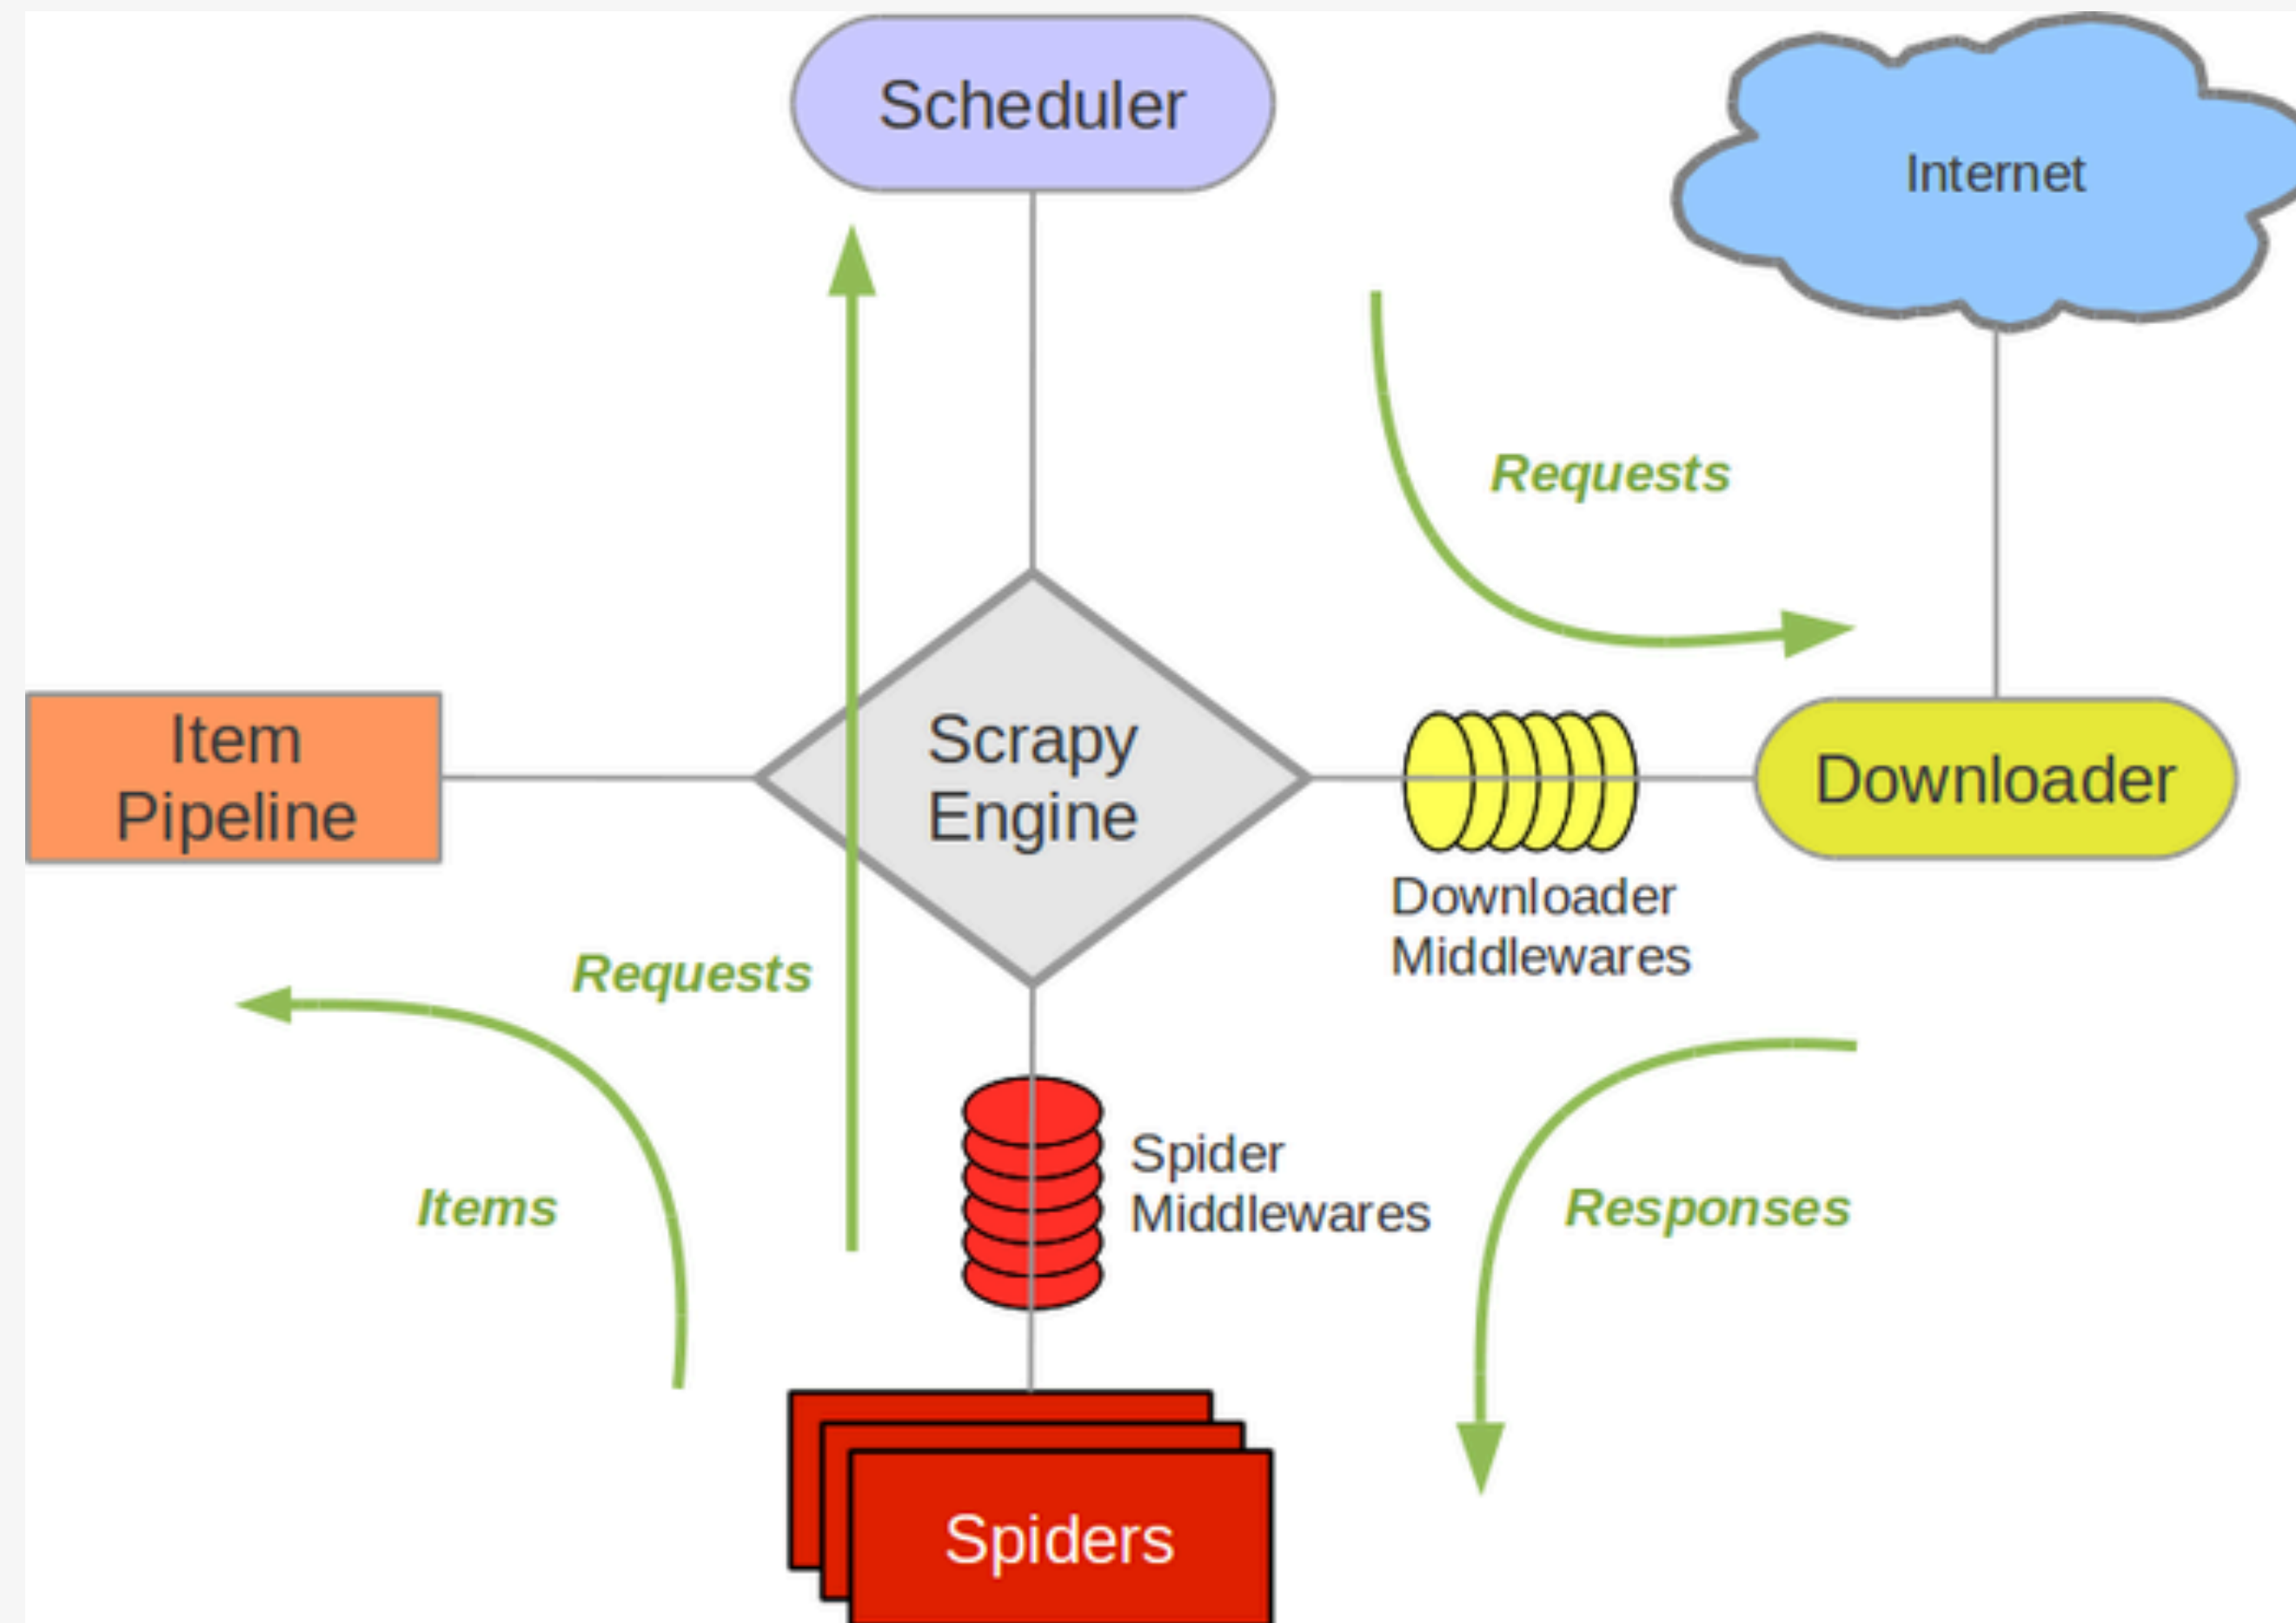 Scheduler
Internet
Requests
Item
Pipeline
Scrapy
Engine
Downloader
Downloader
Middlewares
Requests
Items
Spider
Middlewares
Responses
Spiders